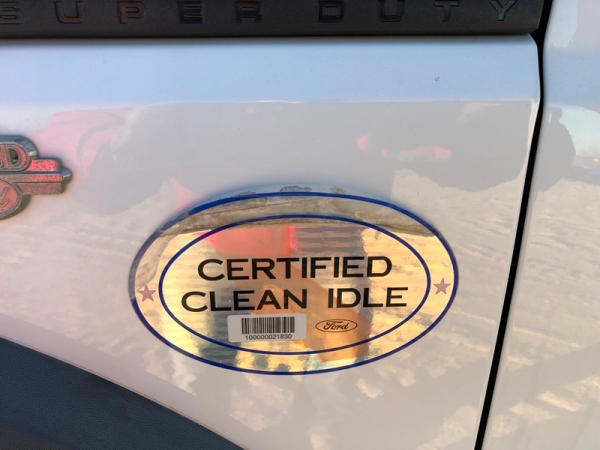 SUPER DUTY
CERTIFIED
CLEAN IDLE
100000021830
Ford